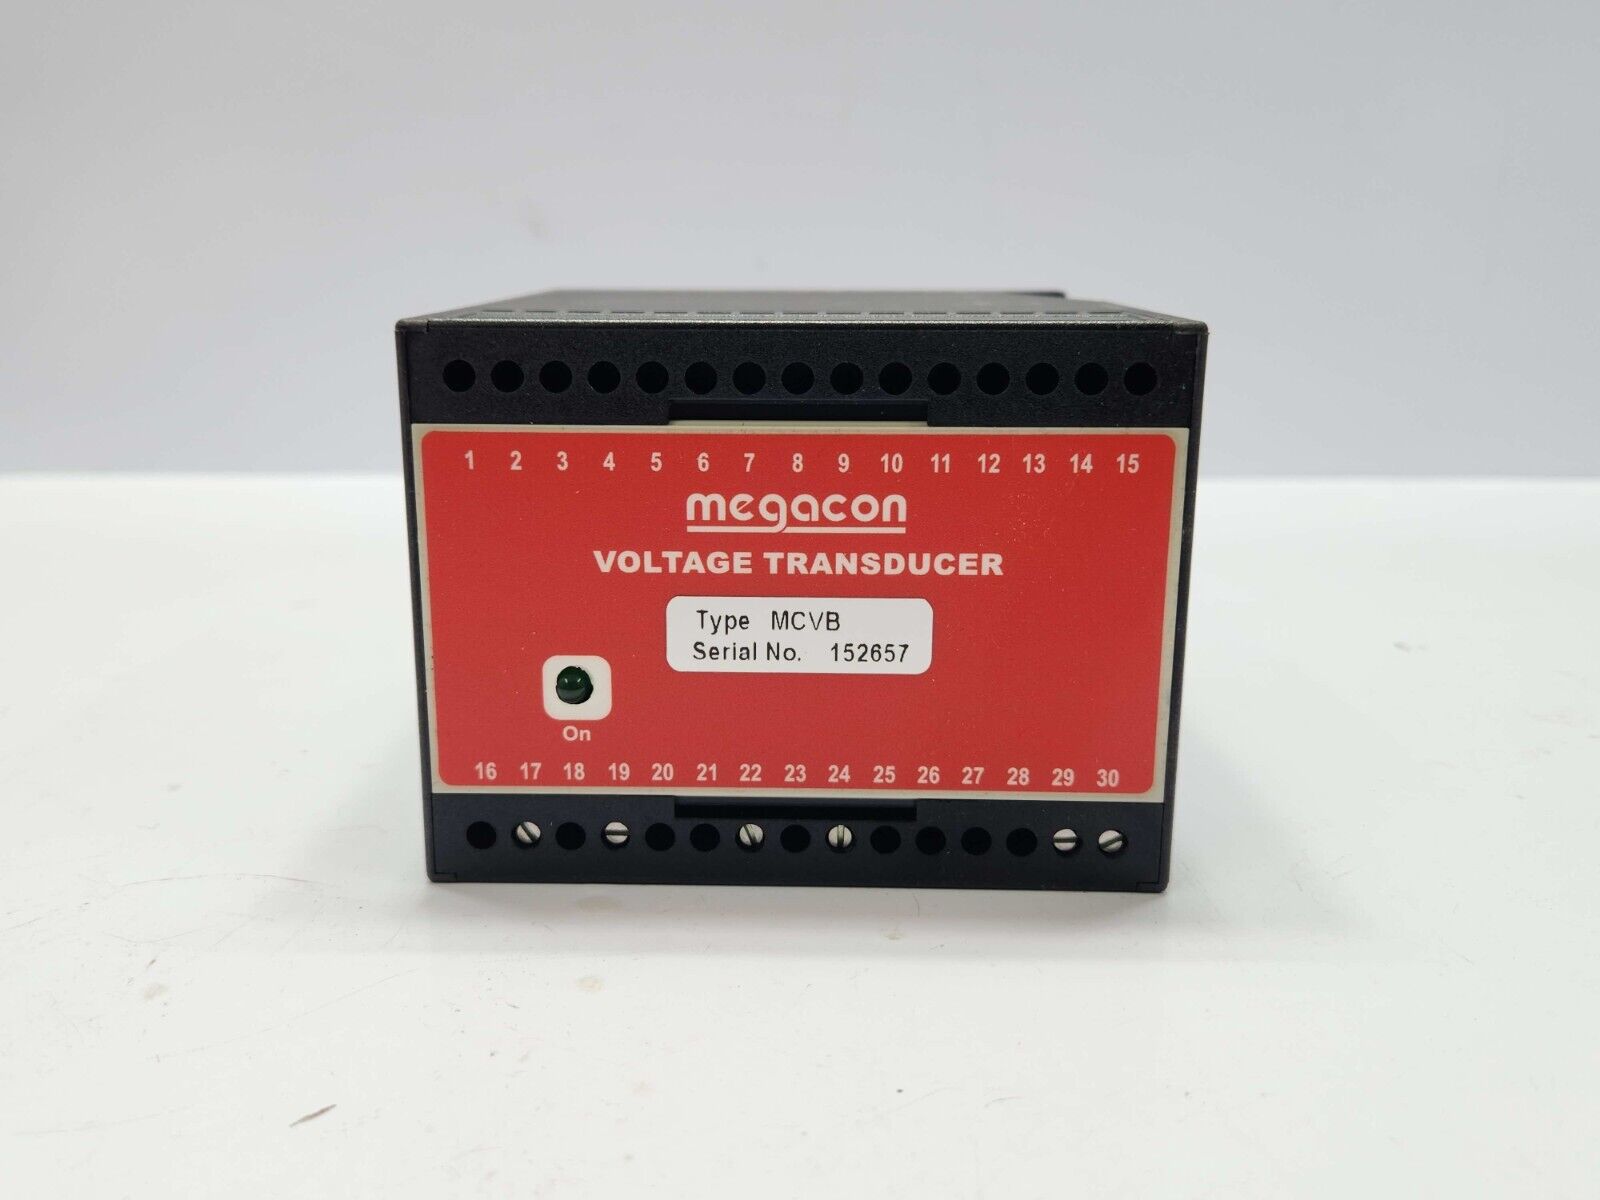 1 2 3 4 5 6 7 8 9 10 11 12 13 14 15
megacon
VOLTAGE TRANSDUCER
Type MCVB
Serial No. 152657
On
16 17 18 19 20 21 22 23 24 25 26 27 28 29 30